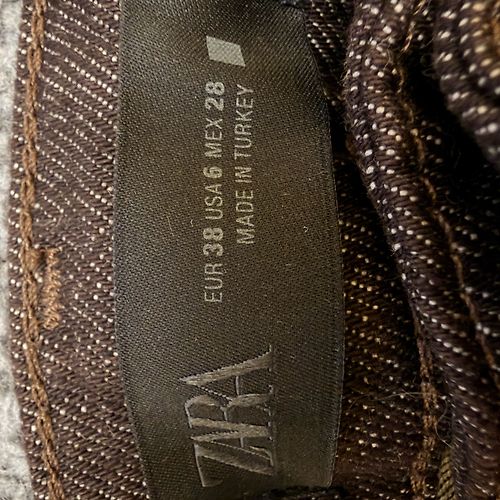 ZARA
EUR 38 USA 6 MEX 28
MADE IN TURKEY